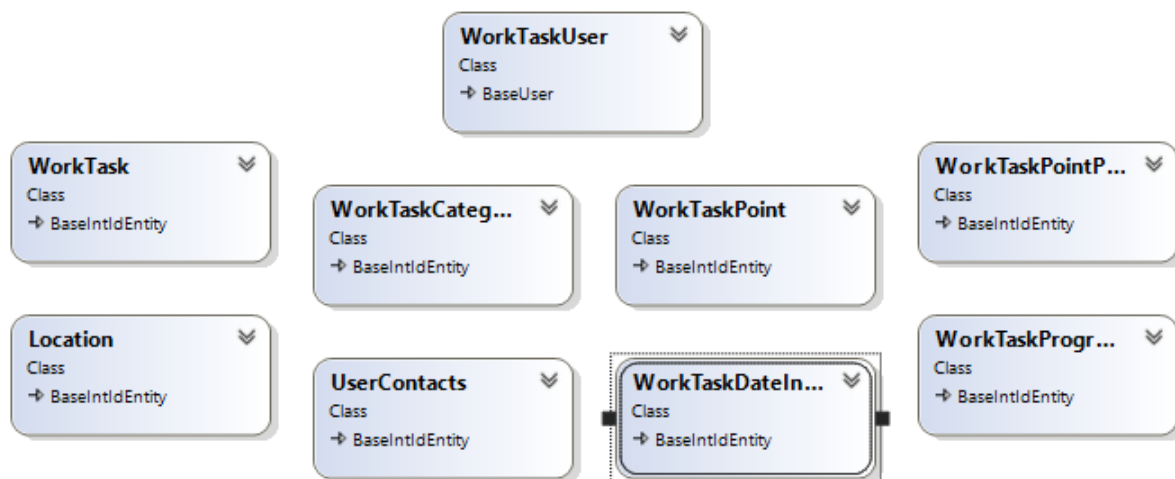 WorkTaskUser
Class
BaseUser
WorkTask
Class
BaseIntIdEntity
WorkTaskCateg...
Class
BaseIntIdEntity
WorkTaskPoint
Class
BaseIntIdEntity
WorkTaskPointP...
Class
BaseIntIdEntity
Location
Class
BaseIntIdEntity
UserContacts
Class
BaseIntIdEntity
WorkTaskDateIn...
Class
BaseIntIdEntity
WorkTaskProgr...
Class
BaseIntIdEntity